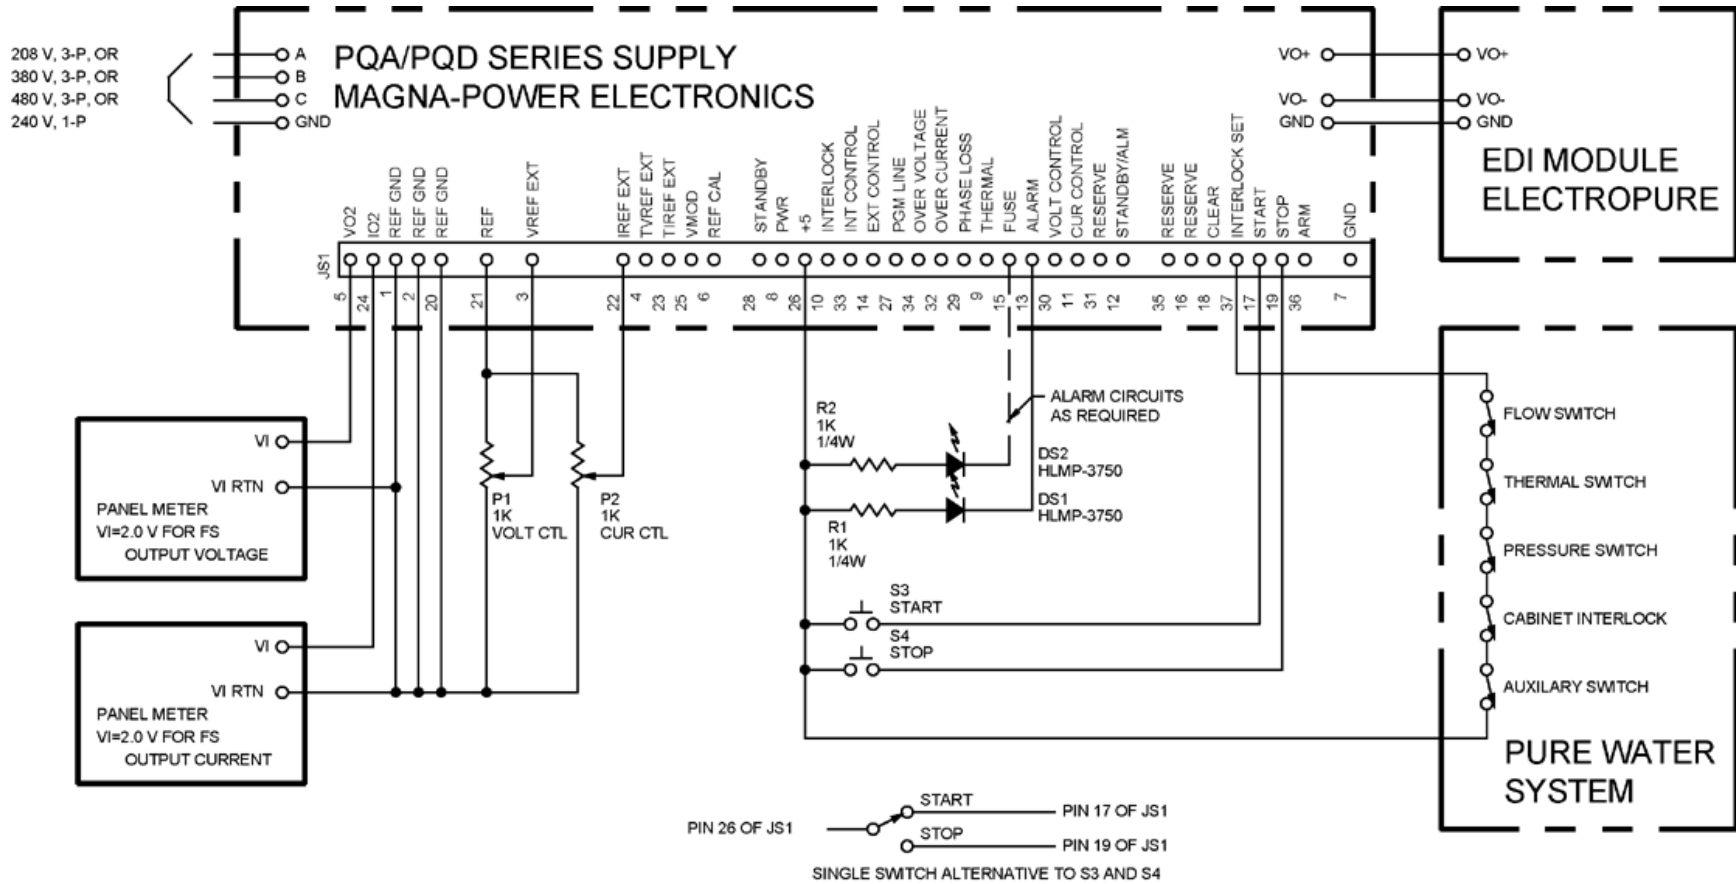 208 V, 3-P, OR
380 V, 3-P, OR
480 V, 3-P, OR
240 V, 1-P
A
B
C
GND
PQA/PQD SERIES SUPPLY
MAGNA-POWER ELECTRONICS
VO+
VO-
GND
VO+
VO-
GND
EDI MODULE
ELECTROPURE
JS1
VO2
IO2
REF GND
REF GND
REF GND
REF
VREF EXT
IREF EXT
TVREF EXT
TIREF EXT
VMOD
REF CAL
STANDBY
PWR
+5
INTERLOCK
INT CONTROL
EXT CONTROL
PGM LINE
OVER VOLTAGE
OVER CURRENT
PHASE LOSS
THERMAL
FUSE
ALARM
VOLT CONTROL
CUR CONTROL
RESERVE
STANDBY/ALM
RESERVE
RESERVE
CLEAR
INTERLOCK SET
START
STOP
ARM
GND
5
24
1
2
20
21
3
22
4
23
25
6
28
8
26
10
33
14
27
34
32
29
9
15
13
30
11
31
12
35
16
18
37
17
19
36
7
VI
VI RTN
PANEL METER
VI=2.0 V FOR FS
OUTPUT VOLTAGE
VI
VI RTN
PANEL METER
VI=2.0 V FOR FS
OUTPUT CURRENT
P1
1K
VOLT CTL
P2
1K
CUR CTL
R2
1K
1/4W
R1
1K
1/4W
ALARM CIRCUITS
AS REQUIRED
DS2
HLMP-3750
DS1
HLMP-3750
S3
START
S4
STOP
FLOW SWITCH
THERMAL SWITCH
PRESSURE SWITCH
CABINET INTERLOCK
AUXILARY SWITCH
PURE WATER
SYSTEM
PIN 26 OF JS1
START
PIN 17 OF JS1
STOP
PIN 19 OF JS1
SINGLE SWITCH ALTERNATIVE TO S3 AND S4